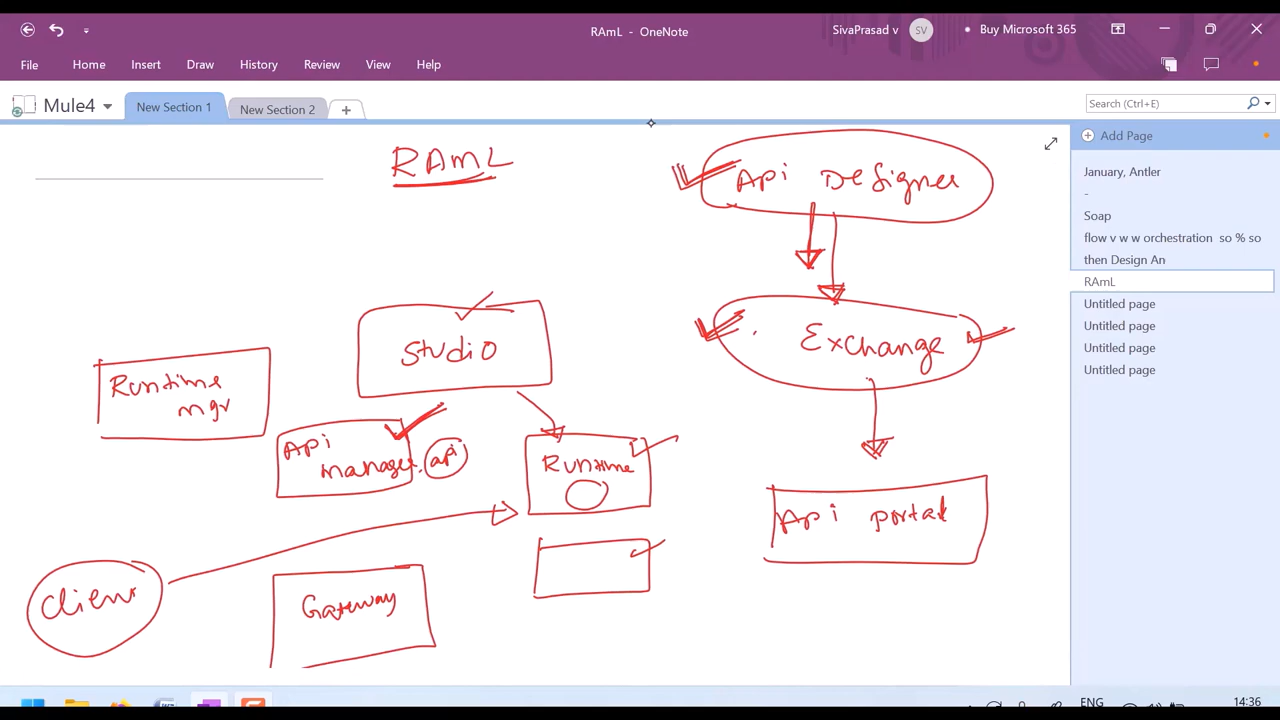 RAmL - OneNote
SivaPrasad v
SV
Buy Microsoft 365
File
Home
Insert
Draw
History
Review
View
Help
Mule4
New Section 1
New Section 2
+
Search (Ctrl+E)
Add Page
January, Antler
-
Soap
flow v w w orchestration so % so
then Design An
RAmL
Untitled page
Untitled page
Untitled page
Untitled page
RAmL
Api Designer
Exchange
Studio
Runtime
mgr
Api
manager
api
Runtime
Api portal
Client
Gateway
ENG
14:36